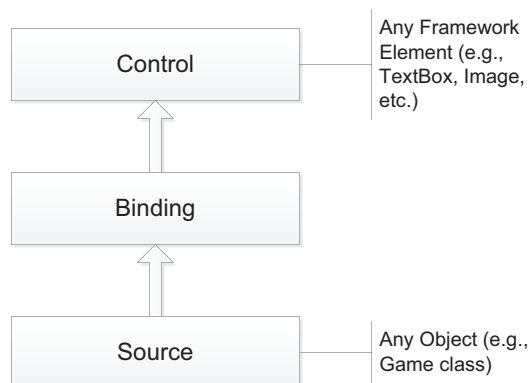 Control
Any Framework
Element (e.g.,
TextBox, Image,
etc.)
Binding
Source
Any Object (e.g.,
Game class)